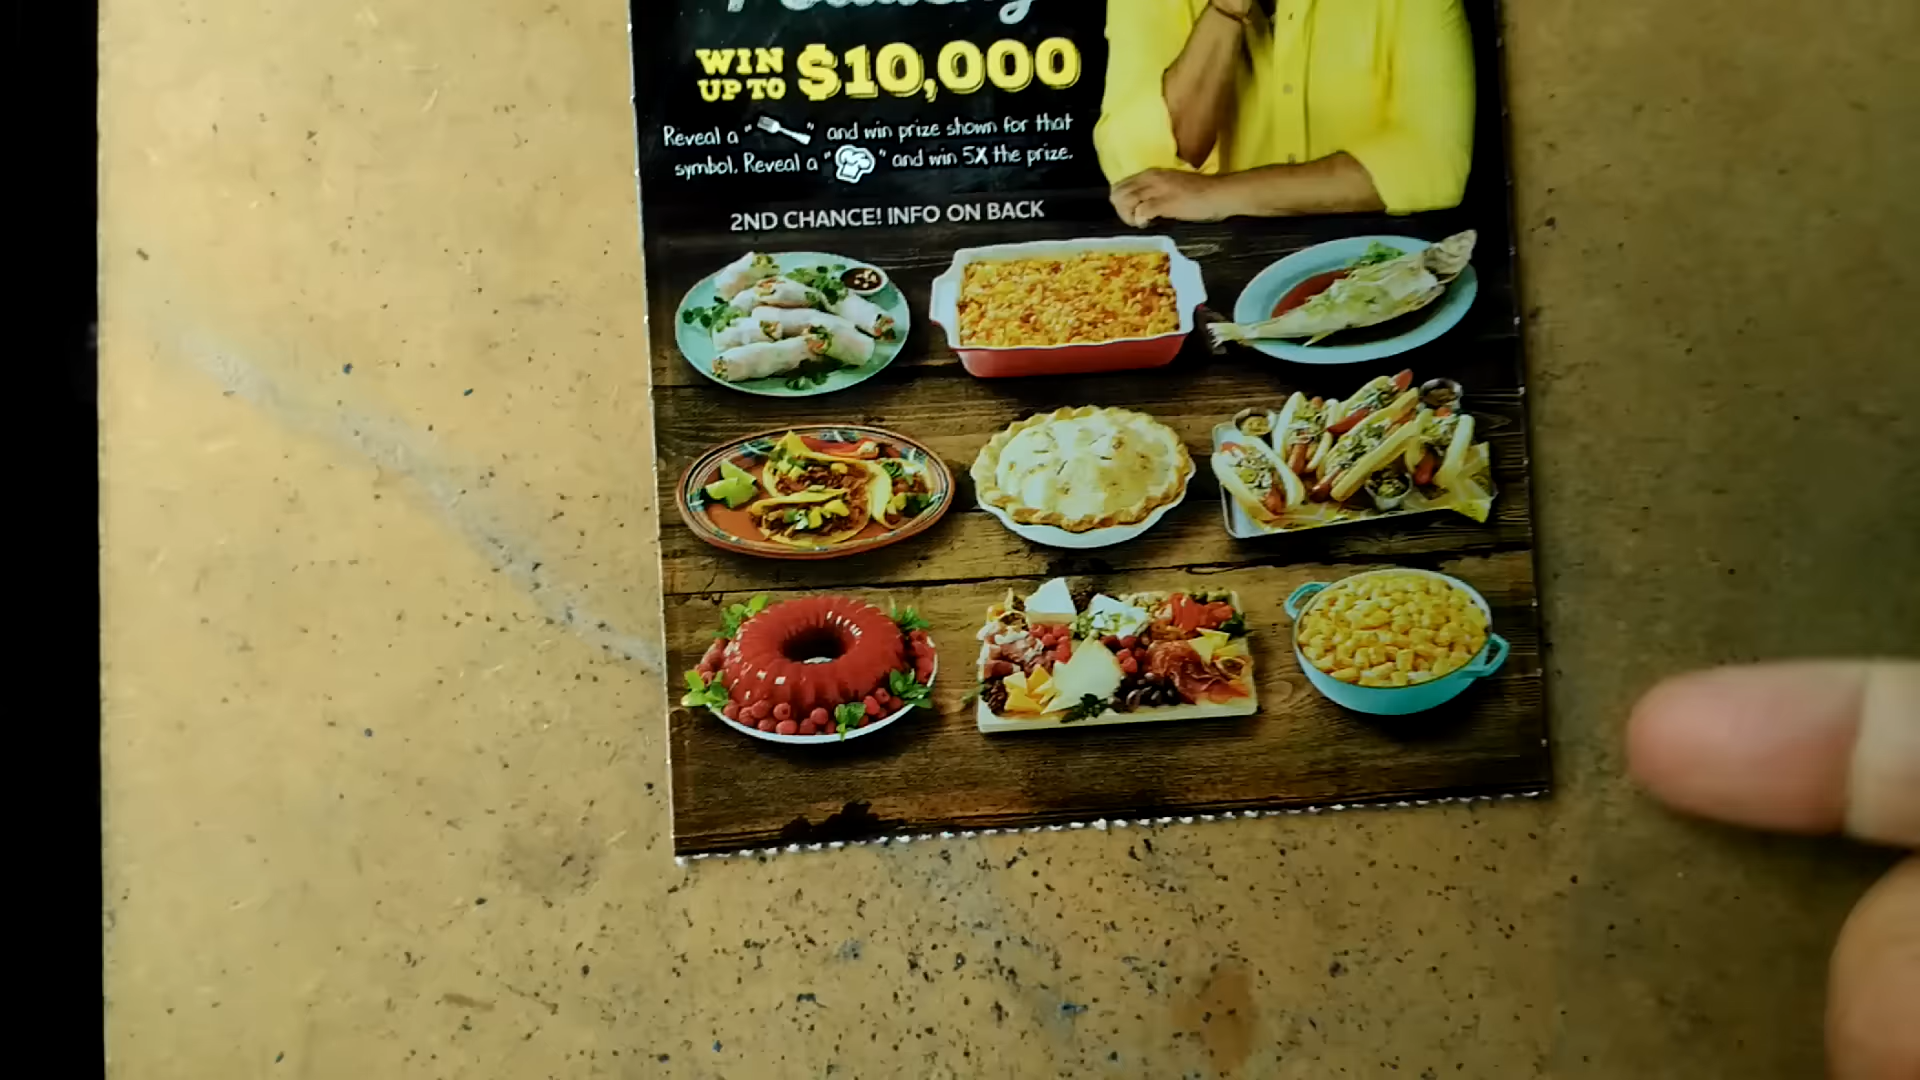 WIN
UP TO $10,000
Reveal a " " and win prize shown for that
symbol. Reveal a " " and win 5X the prize.
2ND CHANCE! INFO ON BACK